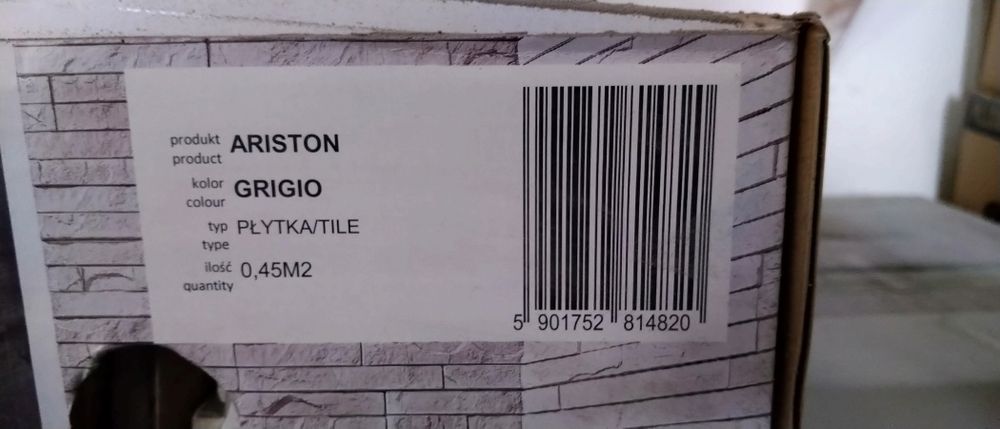 produkt ARISTON
product
kolor GRIGIO
colour
typ PŁYTKA/TILE
type
ilość 0,45M2
quantity
5 901752 814820